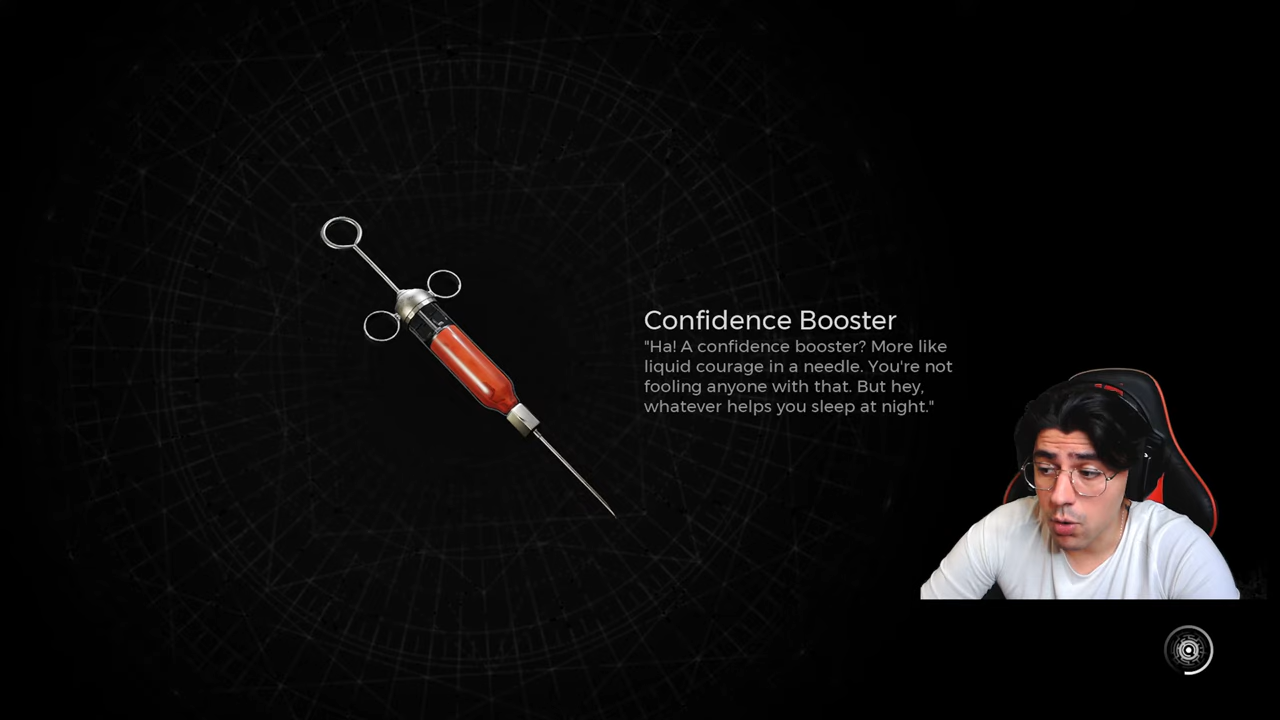 Confidence Booster
"Ha! A confidence booster? More like
liquid courage in a needle. You're not
fooling anyone with that. But hey,
whatever helps you sleep at night."